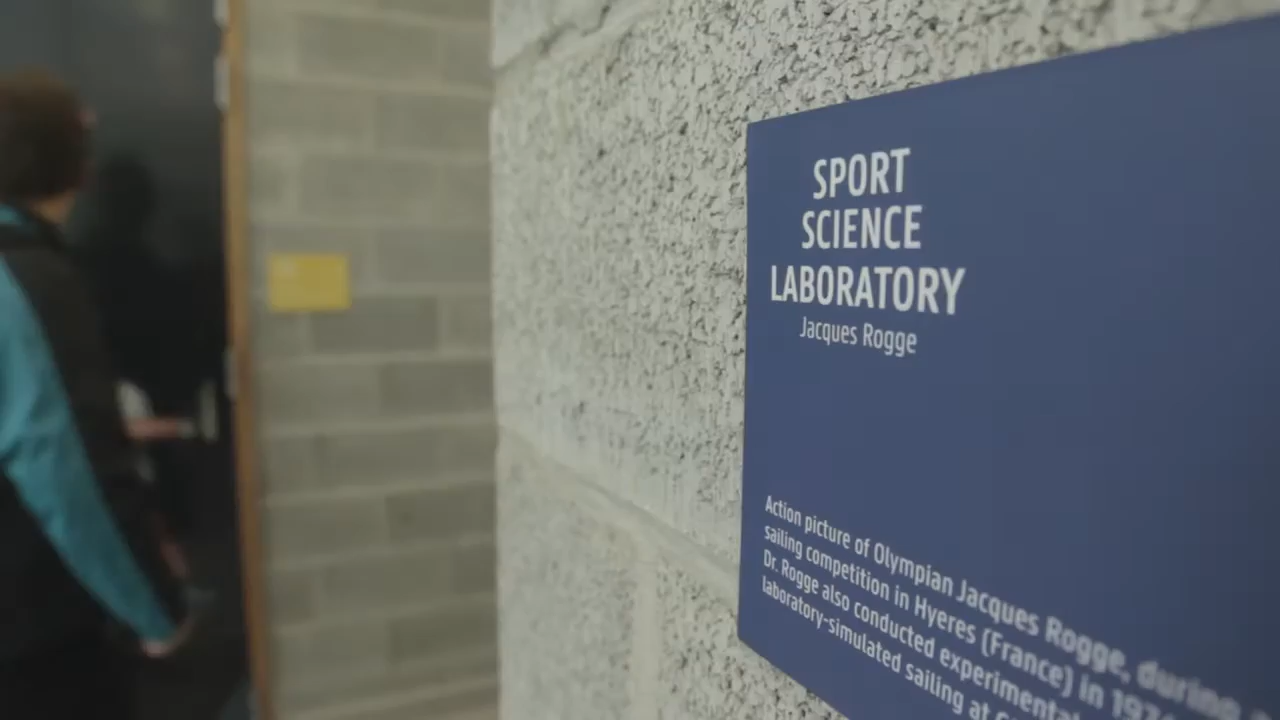 SPORT
SCIENCE
LABORATORY
Jacques Rogge
Action picture of Olympian Jacques Rogge, during
sailing competition in Hyeres (France) in
Dr. Rogge also conducted experimental
laboratory-simulated sailing at